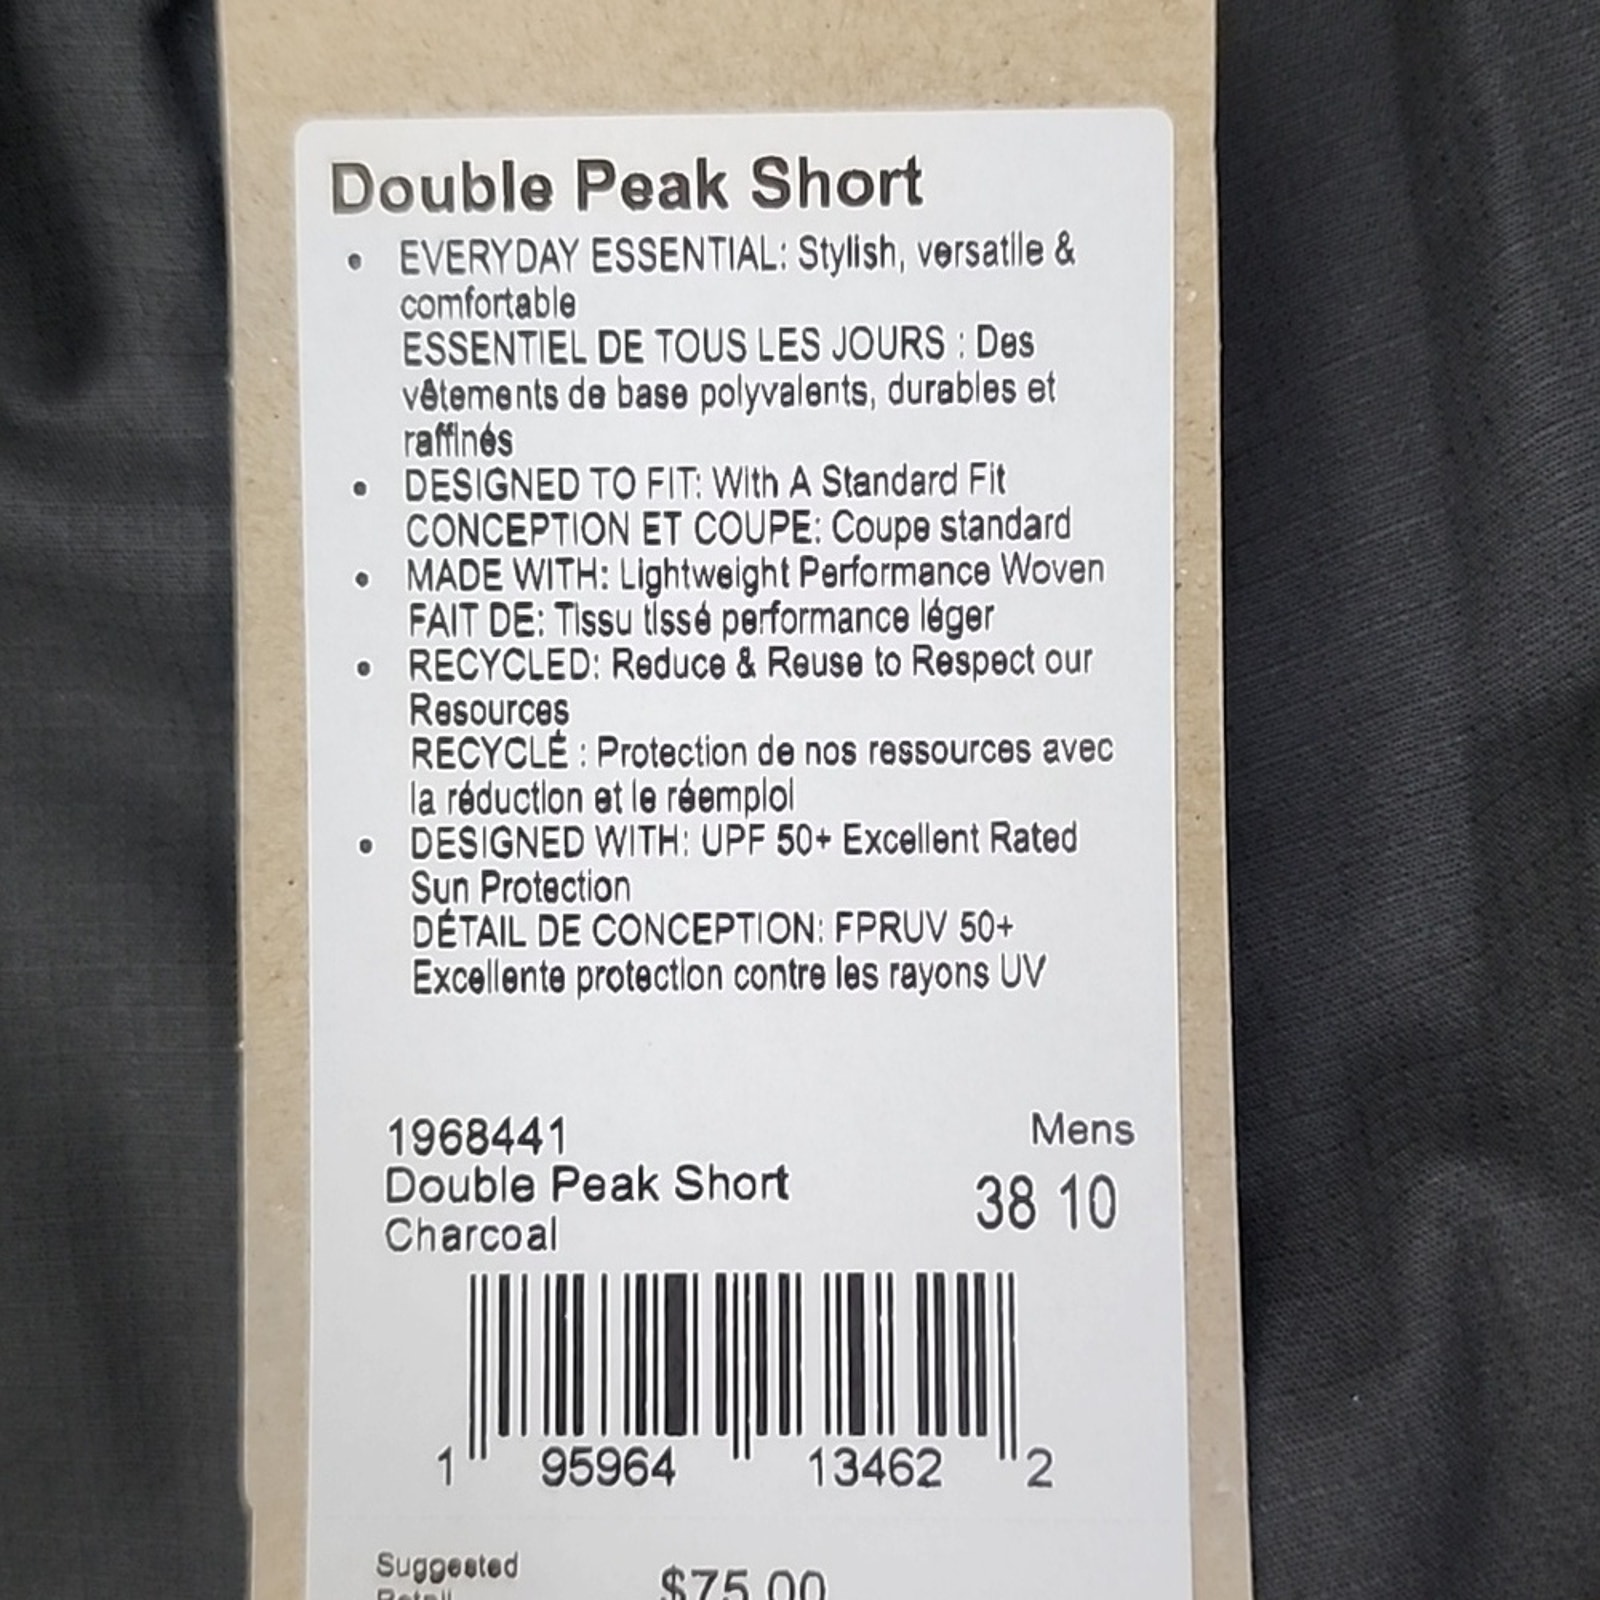 Double Peak Short
• EVERYDAY ESSENTIAL: Stylish, versatile &
comfortable
ESSENTIEL DE TOUS LES JOURS : Des
vêtements de base polyvalents, durables et
raffinés
• DESIGNED TO FIT: With A Standard Fit
CONCEPTION ET COUPE: Coupe standard
• MADE WITH: Lightweight Performance Woven
FAIT DE: Tissu tissé performance léger
• RECYCLED: Reduce & Reuse to Respect our
Resources
RECYCLÉ : Protection de nos ressources avec
la réduction et le réemploi
• DESIGNED WITH: UPF 50+ Excellent Rated
Sun Protection
DÉTAIL DE CONCEPTION: FPRUV 50+
Excellente protection contre les rayons UV
1968441
Mens
Double Peak Short
38 10
Charcoal
1 95964 13462 2
Suggested
$75.00
Retail